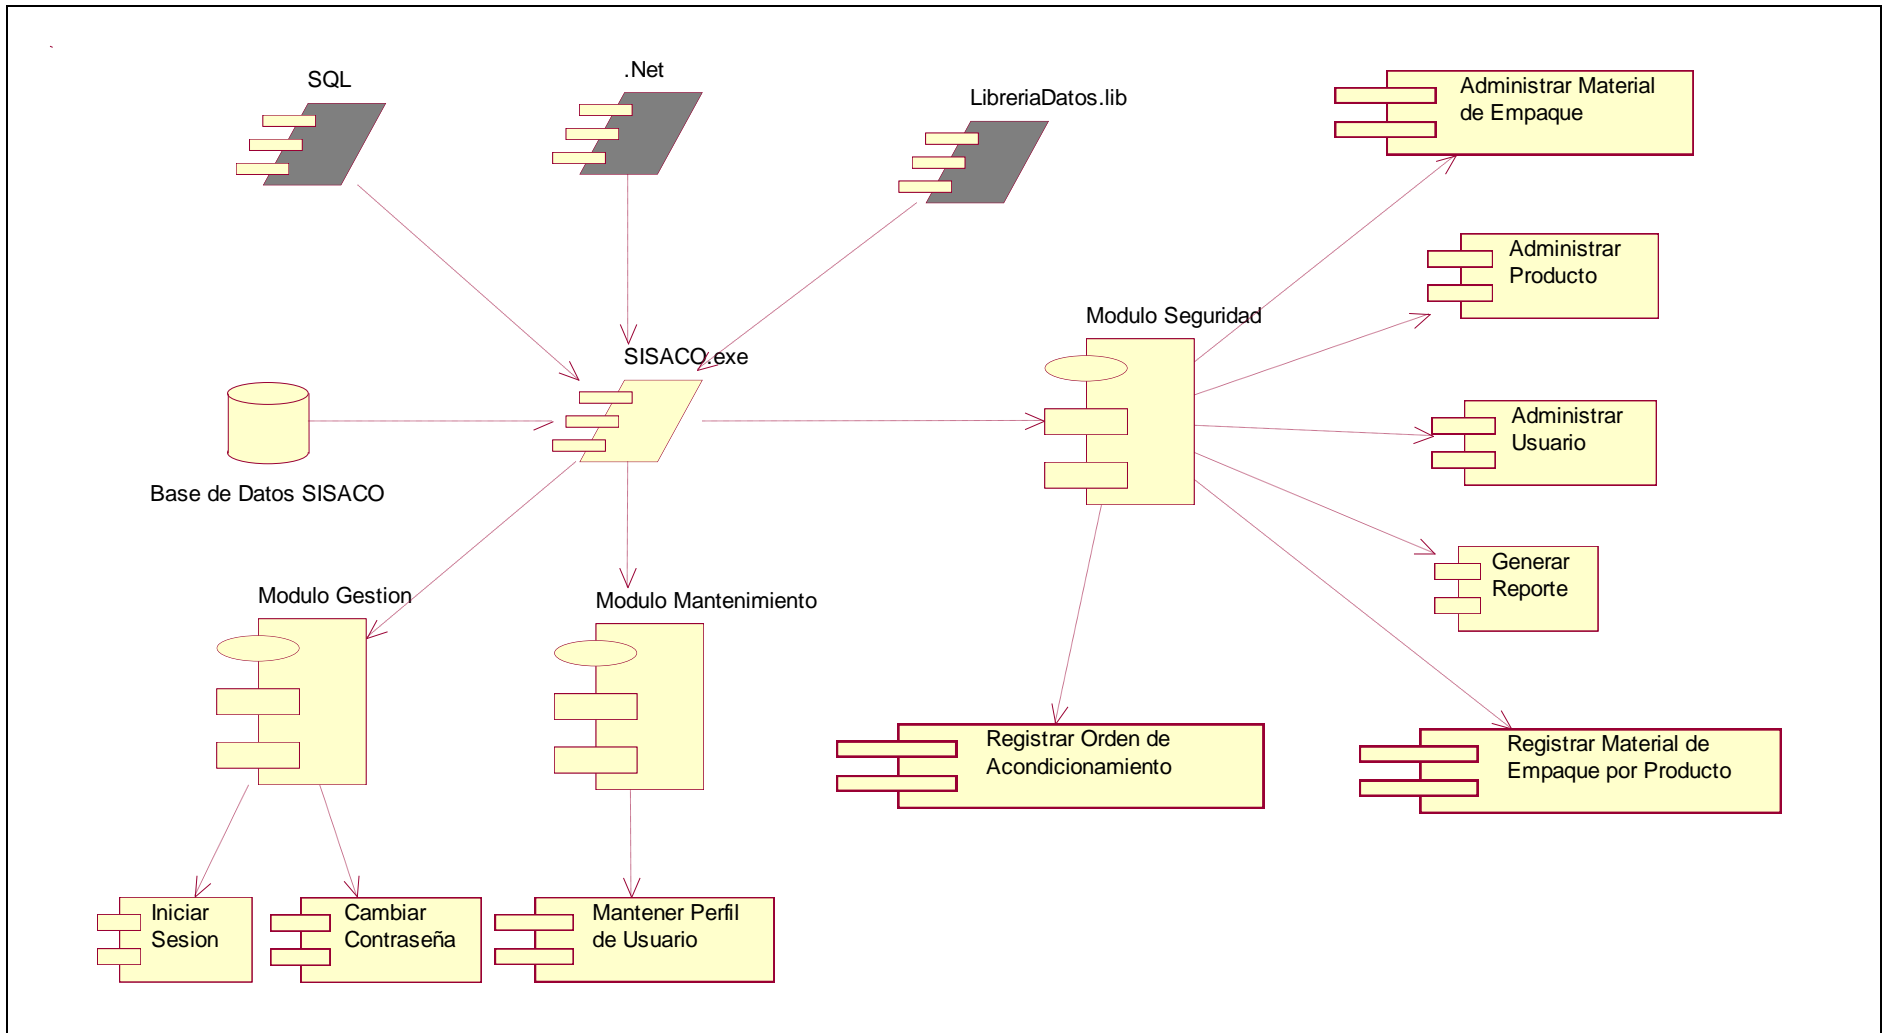 SQL
.Net
LibreriaDatos.lib
Administrar Material
de Empaque
Administrar
Producto
Modulo Seguridad
SISACO.exe
Administrar
Usuario
Base de Datos SISACO
Generar
Reporte
Modulo Gestion
Modulo Mantenimiento
Registrar Orden de
Acondicionamiento
Registrar Material de
Empaque por Producto
Iniciar
Sesion
Cambiar
Contraseña
Mantener Perfil
de Usuario